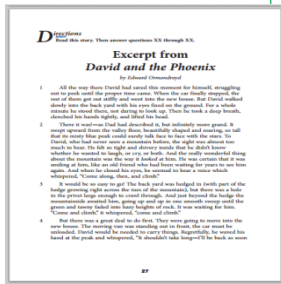 Directions
Read this story. Then answer questions XX through XX.
Excerpt from
David and the Phoenix
by Edward Ormondroyd
1 All the way there David had saved this moment for himself, struggling
not to peek until the proper time came. When the car finally stopped, the
rest of them got out stiffly and went into the new house. But David walked
slowly into the back yard with his eyes fixed on the ground. For a whole
minute he stood there, not daring to look up. Then he took a deep breath,
clenched his hands tightly, and lifted his head.
2 There it was!—as Dad had described it, but infinitely more grand. It
swept upward from the valley floor, beautifully shaped and soaring, so tall
that its misty blue peak could surely talk face to face with the stars. To
David, who had never seen a mountain before, the sight was almost too
much to bear. He felt so tight and shivery inside that he didn't know
whether he wanted to laugh, or cry, or both. And the really wonderful thing
about the mountain was the way it looked at him. He was certain that it was
smiling at him, like an old friend who had been waiting for years to see him
again. And when he closed his eyes, he seemed to hear a voice which
whispered, "Come along, then, and climb."
3 It would be so easy to go! The back yard was hedged in (with part of the
hedge growing right across the toes of the mountain), but there was a hole
in the privet large enough to crawl through. And just beyond the hedge the
mountainside awaited him, going up and up in one smooth sweep until the
green and tawny faded into hazy heights of rock. It was waiting for him.
"Come and climb," it whispered, "come and climb."
4 But there was a great deal to do first. They were going to move into the
new house. The moving van was standing out in front, the car must be
unloaded. David would be needed to carry things. Regretfully, he waved his
hand at the peak and whispered, "It shouldn't take long—I'll be back as soon
27